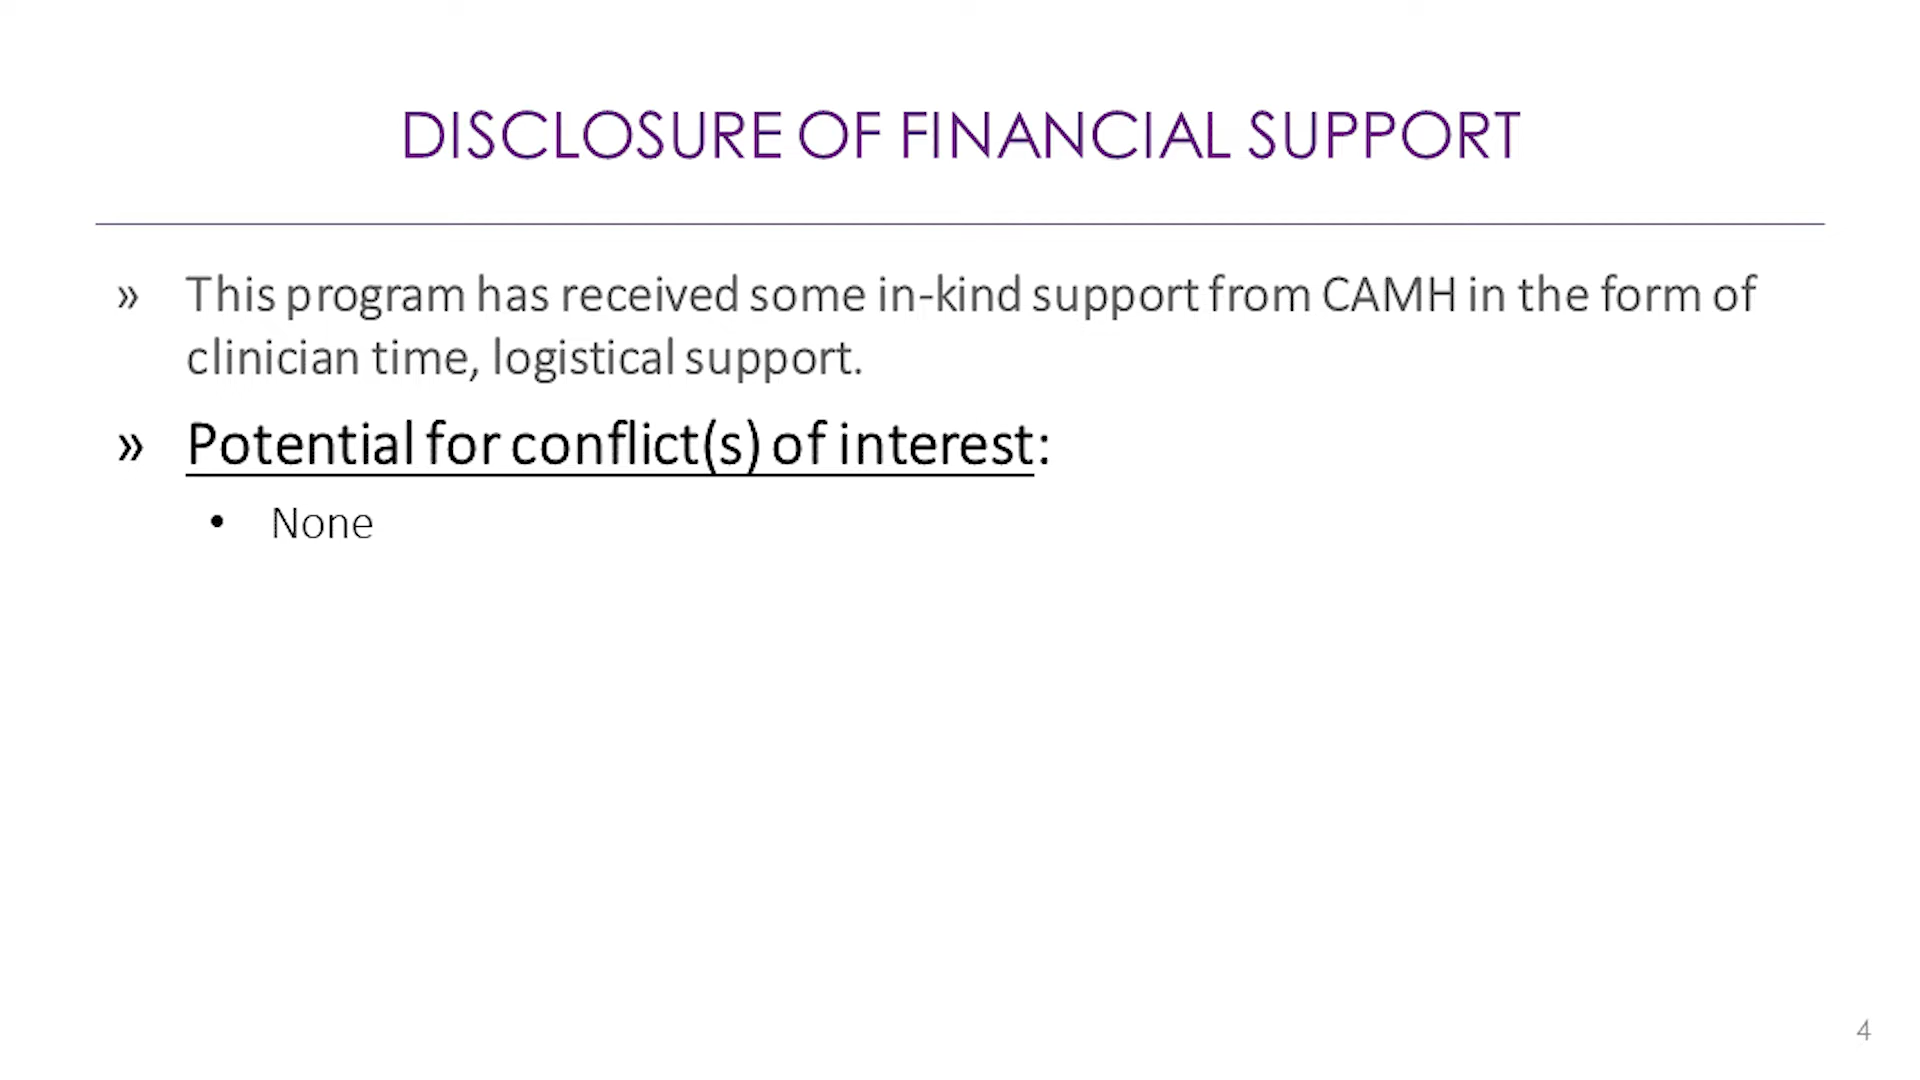 DISCLOSURE OF FINANCIAL SUPPORT
» This program has received some in-kind support from CAMH in the form of
clinician time, logistical support.
» Potential for conflict(s) of interest:
• None
4